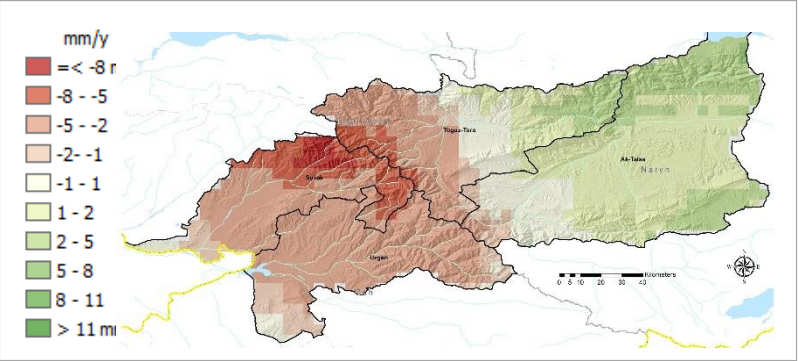 mm/y
=< -8 m
-8 - -5
-5 - -2
-2- -1
-1 - 1
1 - 2
2 - 5
5 - 8
8 - 11
> 11 m
Toguz-Toro
Ak-Talaa
Naryn
Suzak
Uzgen
N
W E
S
0 5 10 20 30 40 Kilometers